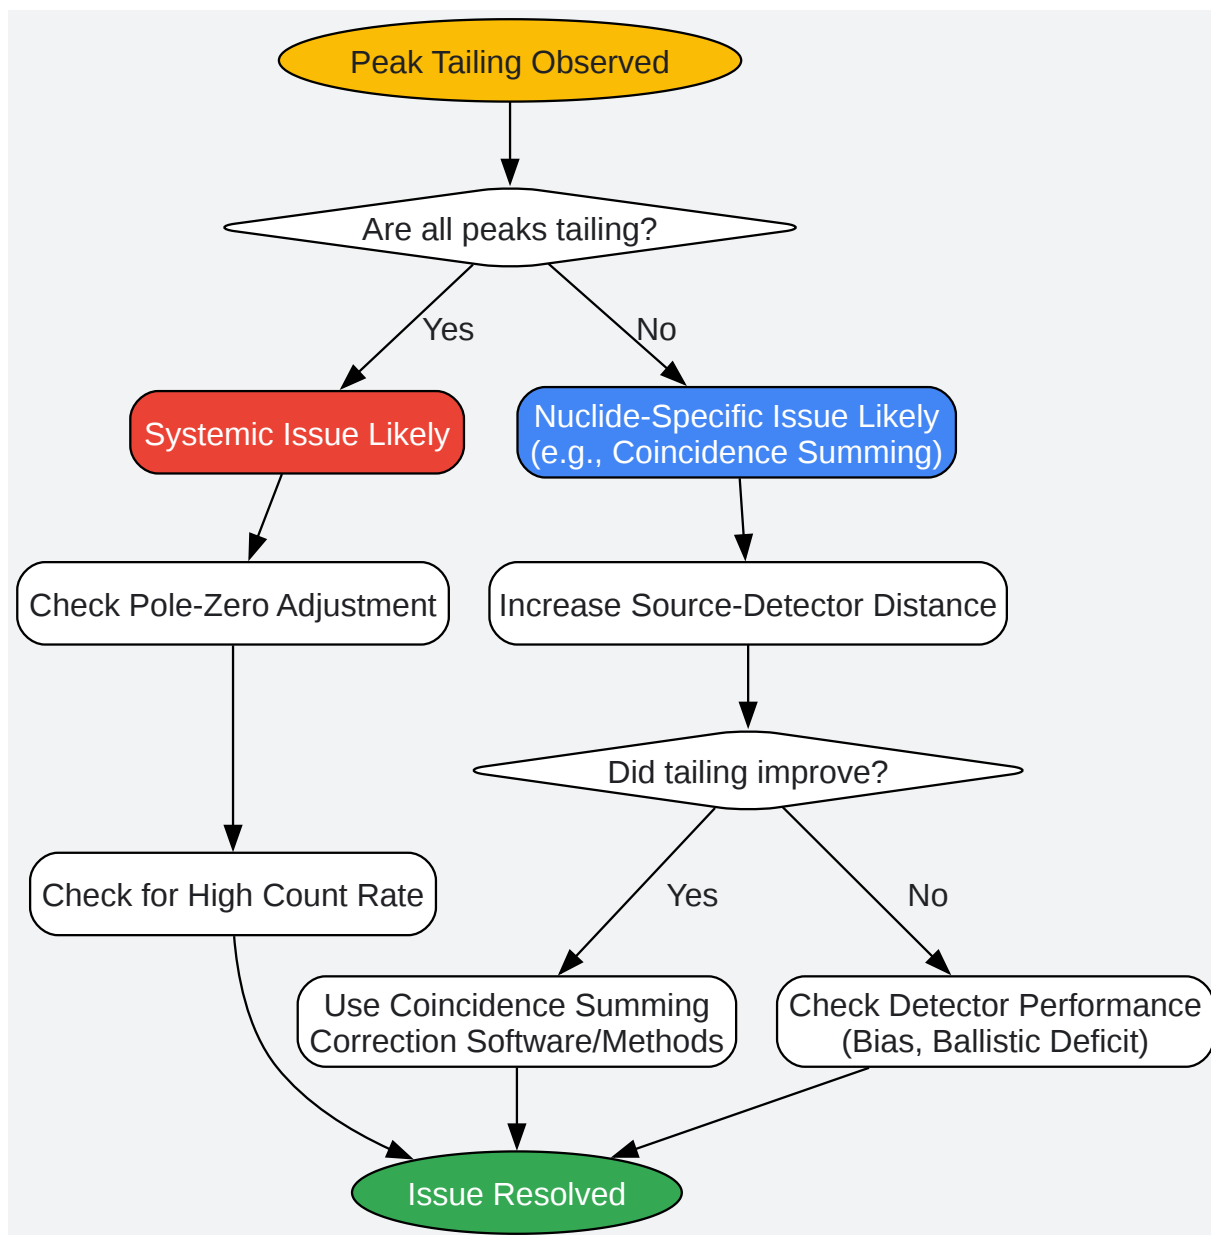 Peak Tailing Observed
Are all peaks tailing?
Yes
No
Systemic Issue Likely
Nuclide-Specific Issue Likely
(e.g., Coincidence Summing)
Check Pole-Zero Adjustment
Increase Source-Detector Distance
Did tailing improve?
Check for High Count Rate
Yes
No
Use Coincidence Summing
Correction Software/Methods
Check Detector Performance
(Bias, Ballistic Deficit)
Issue Resolved